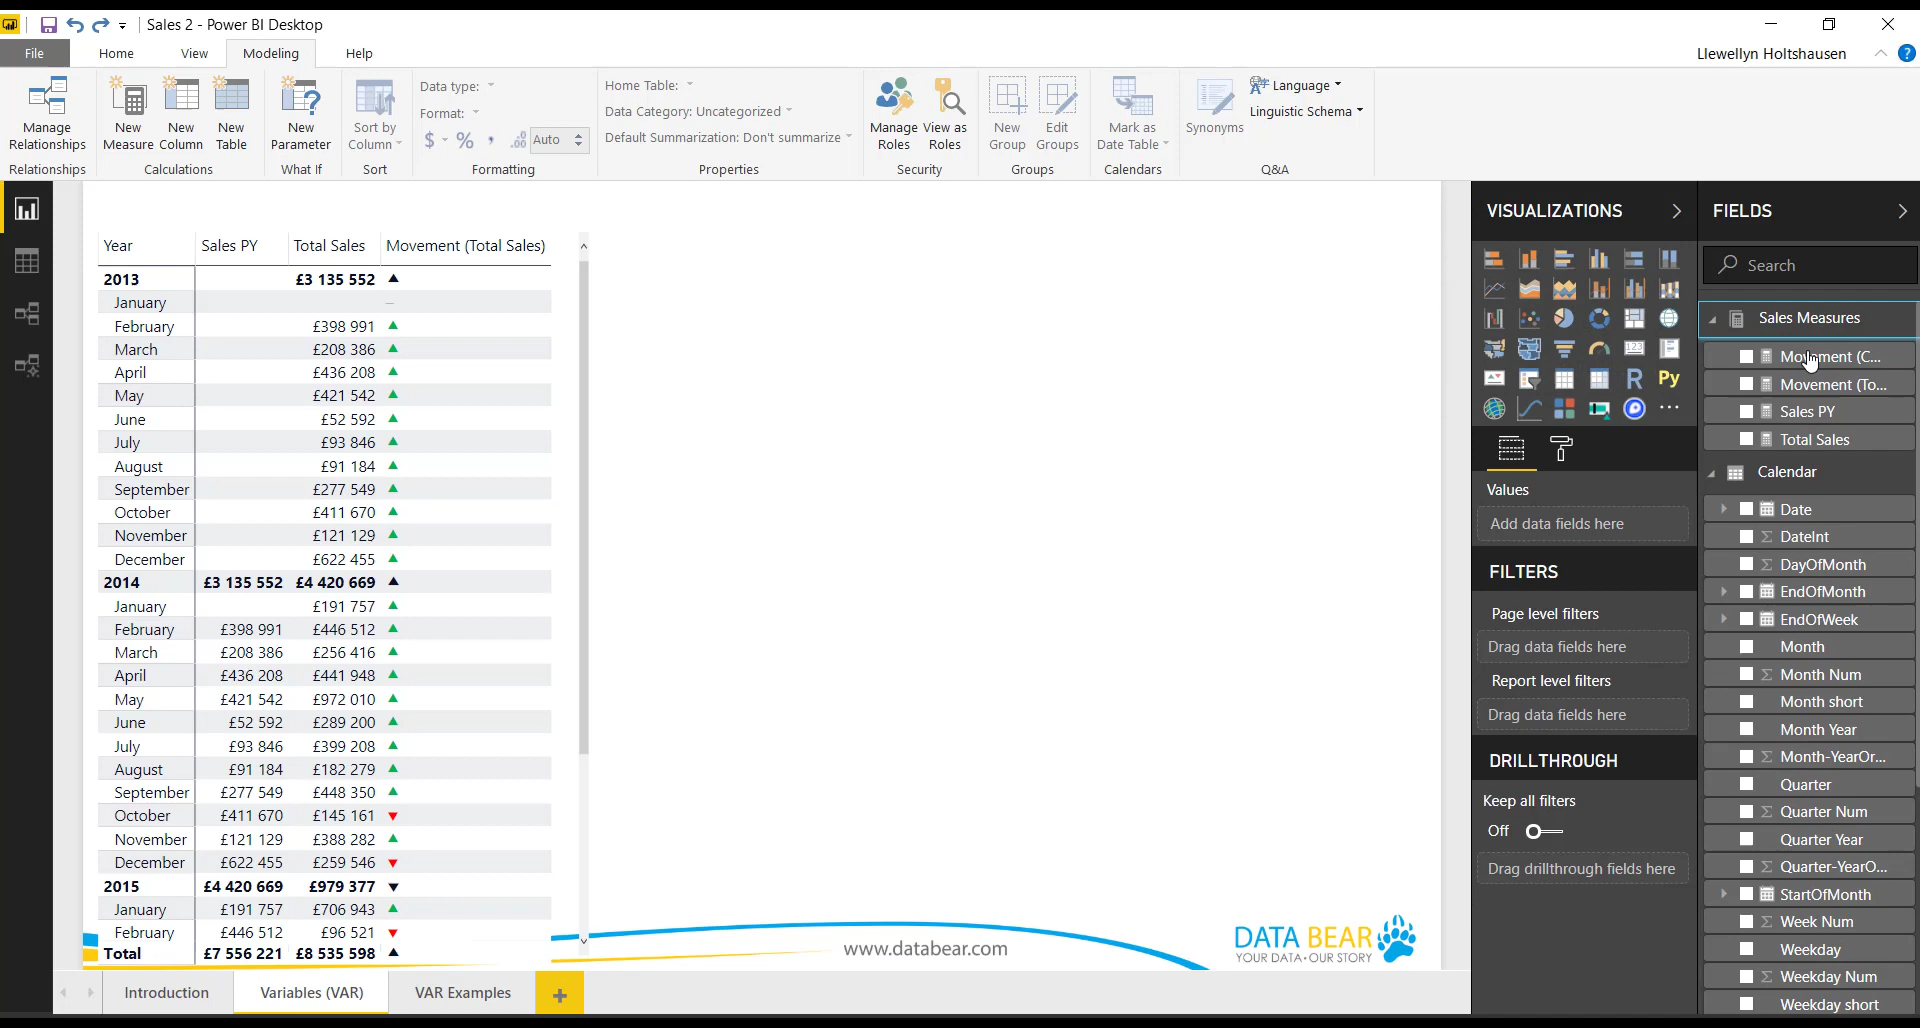 Sales 2 - Power BI Desktop
File Home View Modeling Help
Llewellyn Holtshausen ?
Manage Relationships
New Measure
New Column
New Table
New Parameter
Sort by Column
Data type:
Format:
$ % , .00 Auto
Home Table:
Data Category: Uncategorized
Default Summarization: Don't summarize
Manage Roles
View as Roles
New Group
Edit Groups
Mark as Date Table
Synonyms
Language
Linguistic Schema
Relationships Calculations What If Sort Formatting Properties Security Groups Calendars Q&A
Year Sales PY Total Sales Movement (Total Sales)
2013 £3 135 552 ▲
January –
February £398 991 ▲
March £208 386 ▲
April £436 208 ▲
May £421 542 ▲
June £52 592 ▲
July £93 846 ▲
August £91 184 ▲
September £277 549 ▲
October £411 670 ▲
November £121 129 ▲
December £622 455 ▲
2014 £3 135 552 £4 420 669 ▲
January £191 757 ▲
February £398 991 £446 512 ▲
March £208 386 £256 416 ▲
April £436 208 £441 948 ▲
May £421 542 £972 010 ▲
June £52 592 £289 200 ▲
July £93 846 £399 208 ▲
August £91 184 £182 279 ▲
September £277 549 £448 350 ▲
October £411 670 £145 161 ▼
November £121 129 £388 282 ▲
December £622 455 £259 546 ▼
2015 £4 420 669 £979 377 ▼
January £191 757 £706 943 ▲
February £446 512 £96 521 ▼
Total £7 556 221 £8 535 598 ▲
www.databear.com
DATA BEAR
YOUR DATA • OUR STORY
Introduction Variables (VAR) VAR Examples +
VISUALIZATIONS
123
R Py
Values
Add data fields here
FILTERS
Page level filters
Drag data fields here
Report level filters
Drag data fields here
DRILLTHROUGH
Keep all filters
Off
Drag drillthrough fields here
FIELDS
Search
Sales Measures
Movement (C...
Movement (To...
Sales PY
Total Sales
Calendar
Date
DateInt
DayOfMonth
EndOfMonth
EndOfWeek
Month
Month Num
Month short
Month Year
Month-YearOr...
Quarter
Quarter Num
Quarter Year
Quarter-YearO...
StartOfMonth
Week Num
Weekday
Weekday Num
Weekday short